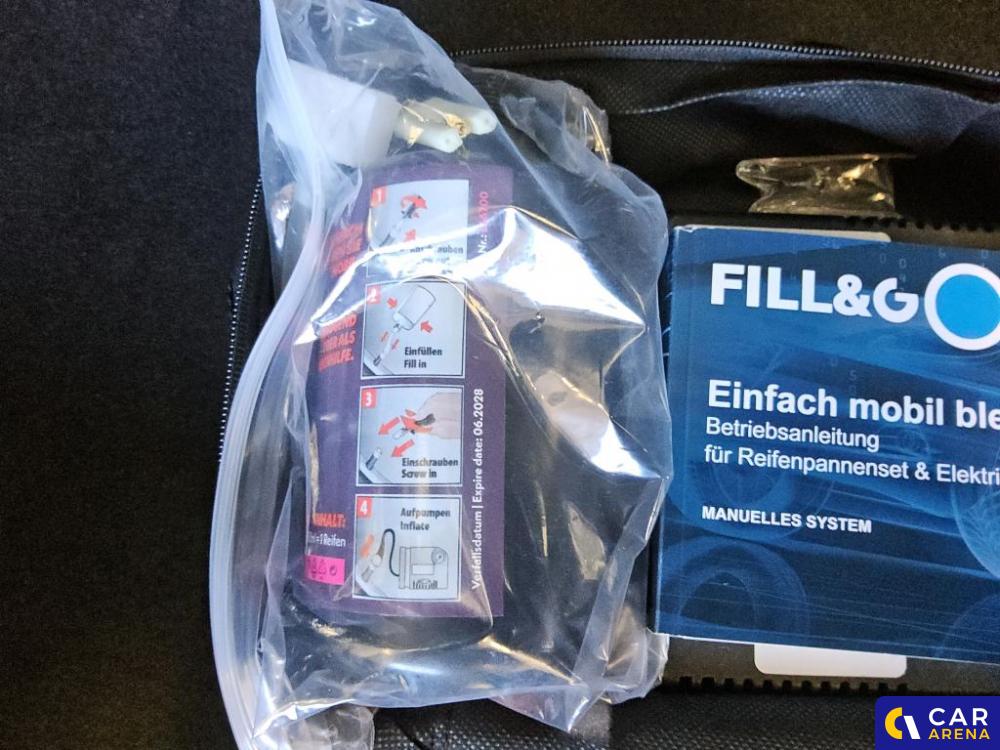 1
2
Einfüllen
Fill in
3
Einschrauben
Screw in
4
Aufpumpen
Inflate
Verfallsdatum | Expire date: 06.2028
FILL&GO
Einfach mobil ble
Betriebsanleitung
für Reifenpannenset & Elektri
MANUELLES SYSTEM
CAR
ARENA